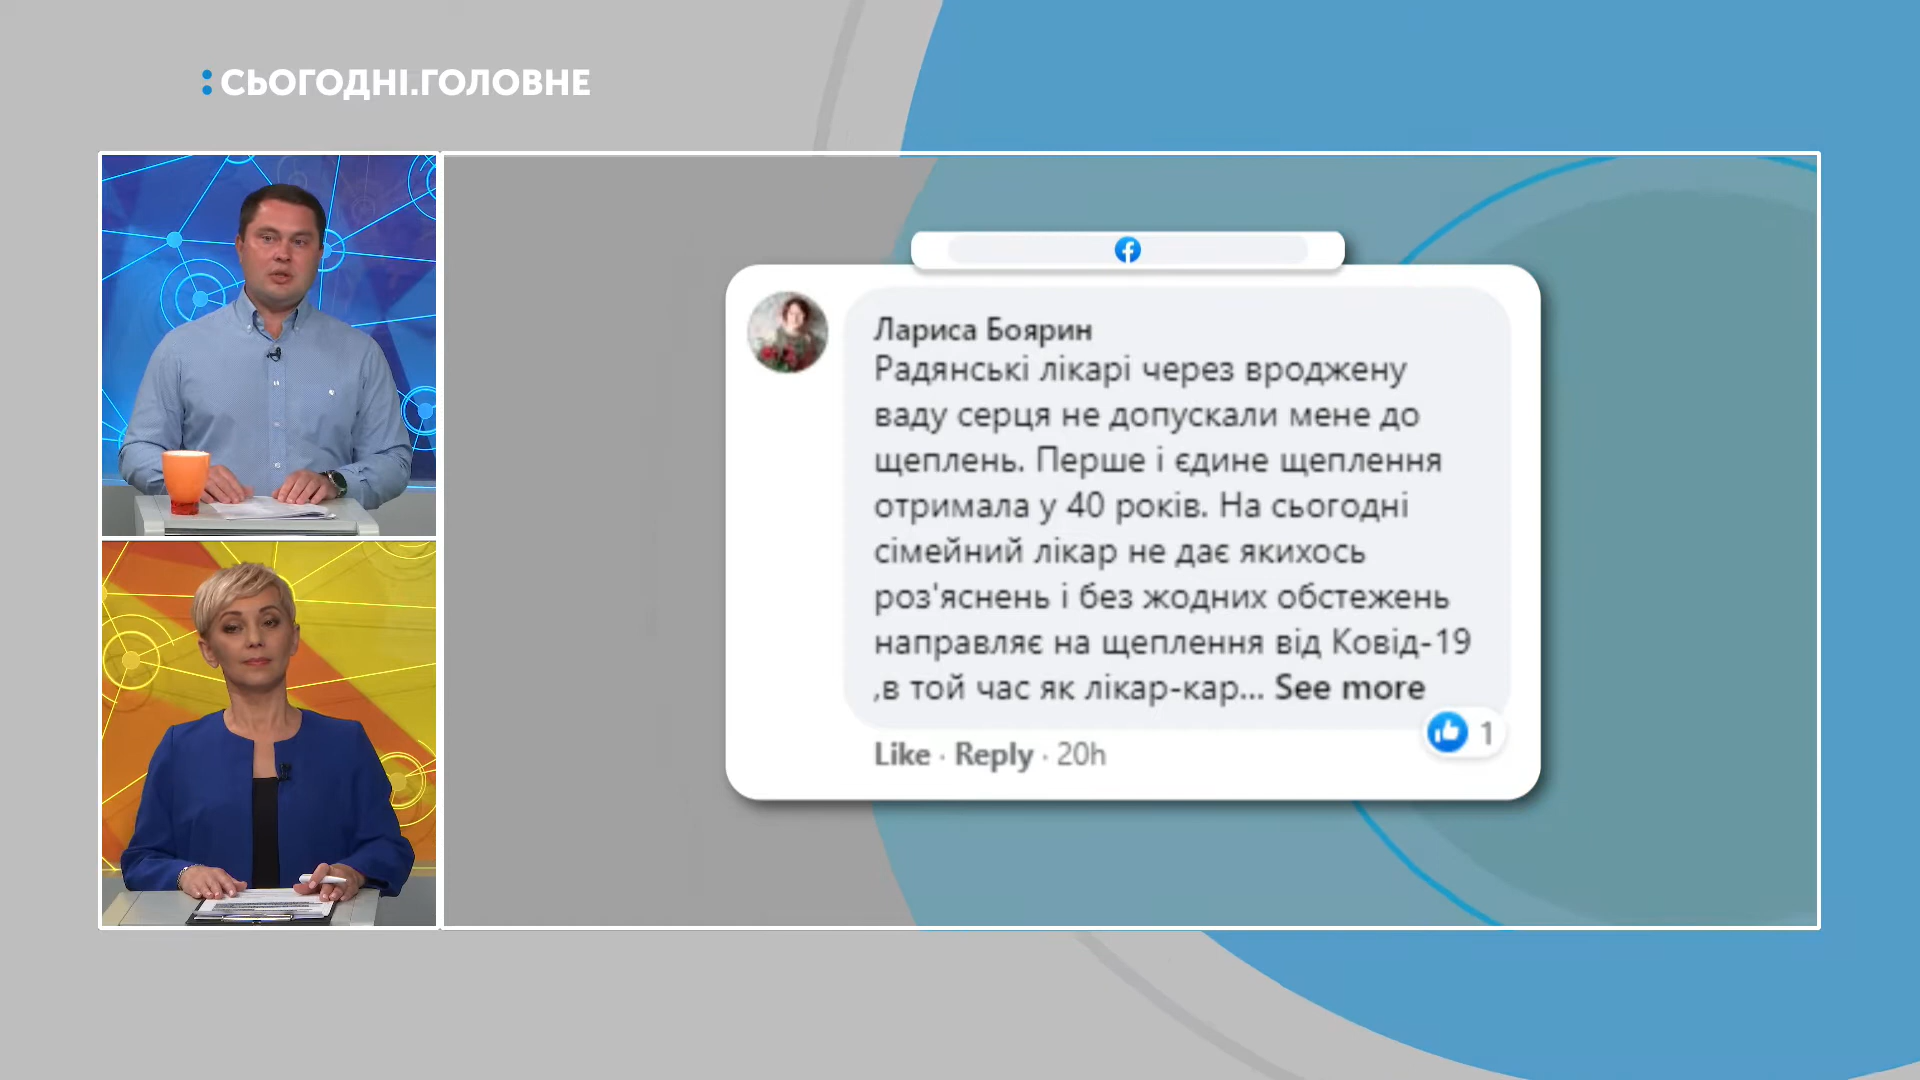 :СЬОГОДНІ.ГОЛОВНЕ
Лариса Боярин
Радянські лікарі через вроджену
ваду серця не допускали мене до
щеплень. Перше і єдине щеплення
отримала у 40 років. На сьогодні
сімейний лікар не дає якихось
роз'яснень і без жодних обстежень
направляє на щеплення від Ковід-19
,в той час як лікар-кар... See more
1
Like · Reply · 20h